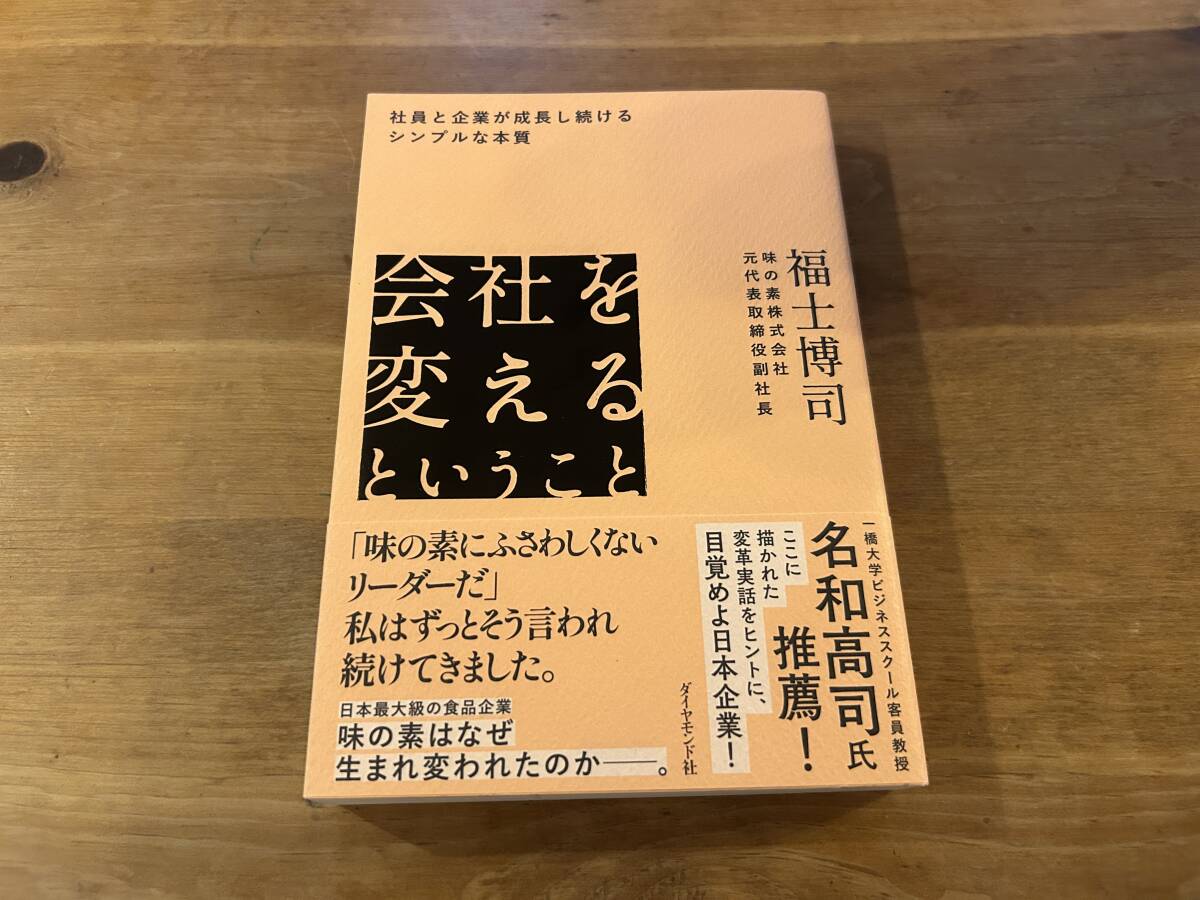 社員と企業が成長し続ける
シンプルな本質
会社を
変える
ということ
福士博司
味の素株式会社
元代表取締役副社長
「味の素にふさわしくない
リーダーだ」
私はずっとそう言われ
続けてきました。
日本最大級の食品企業
味の素はなぜ
生まれ変われたのか――。
一橋大学ビジネススクール客員教授
名和高司氏
推薦！
ここに
描かれた
変革実話をヒントに、
目覚めよ日本企業！
ダイヤモンド社